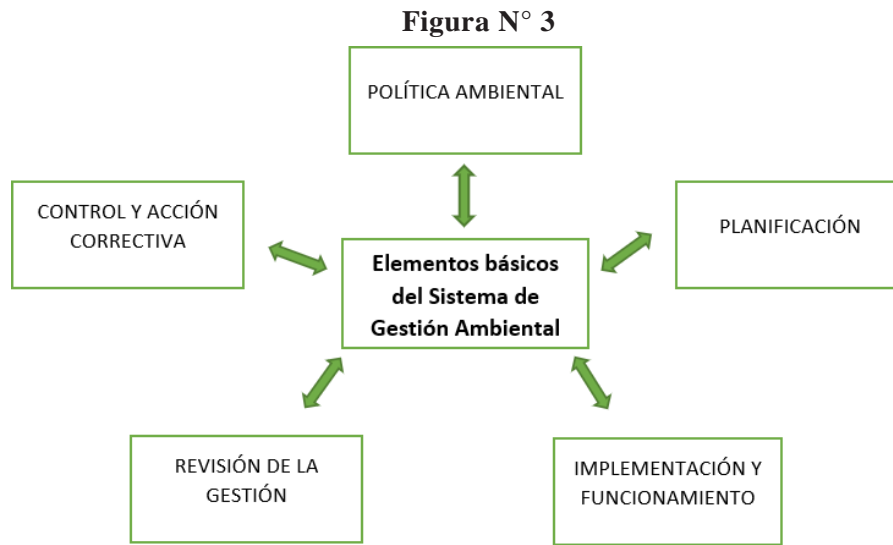 Figura N° 3
POLÍTICA AMBIENTAL
CONTROL Y ACCIÓN
CORRECTIVA
PLANIFICACIÓN
Elementos básicos
del Sistema de
Gestión Ambiental
REVISIÓN DE LA
GESTIÓN
IMPLEMENTACIÓN Y
FUNCIONAMIENTO